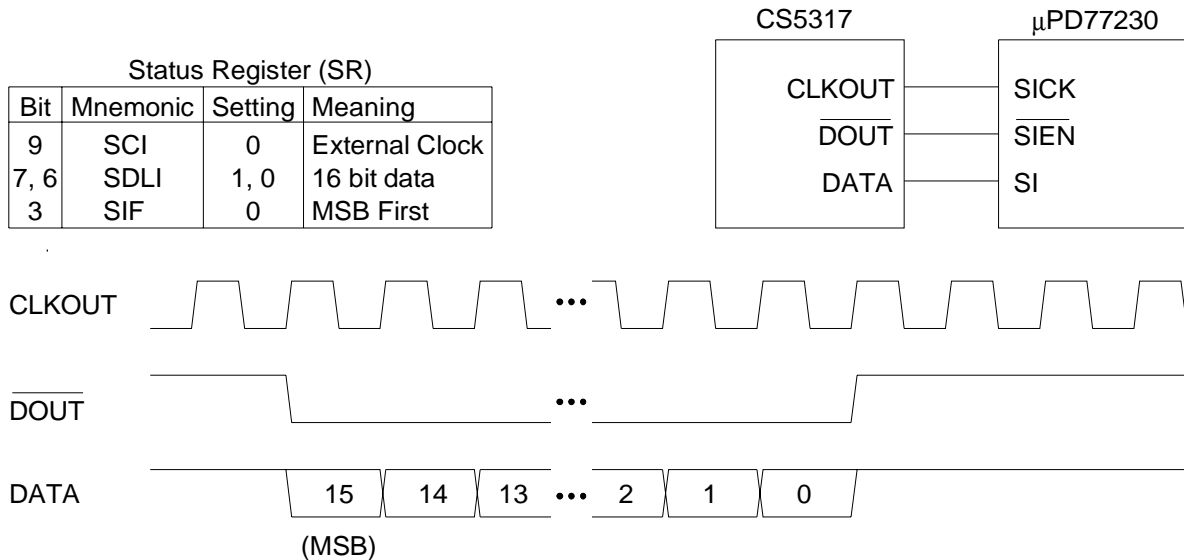 CS5317
μPD77230
Status Register (SR)
Bit Mnemonic Setting Meaning
9 SCI 0 External Clock
7, 6 SDLI 1, 0 16 bit data
3 SIF 0 MSB First
CLKOUT SICK
DOUT SIEN
DATA SI
CLKOUT •••
DOUT •••
DATA 15 14 13 ••• 2 1 0
(MSB)